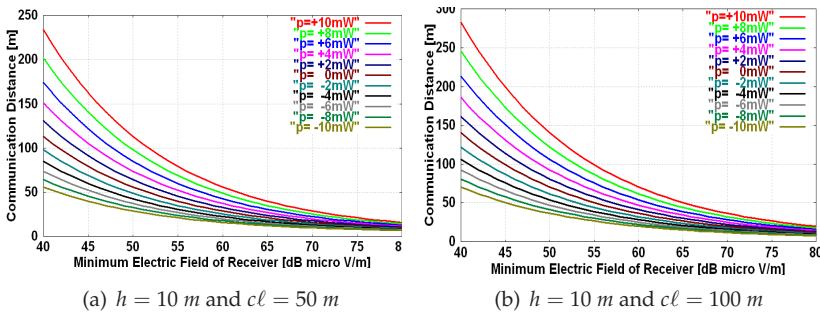 250
200
150
100
50
0
Communication Distance [m]
"p=+10mW"
"p= +8mW"
"p= +6mW"
"p= +4mW"
"p= +2mW"
"p= 0mW"
"p= -2mW"
"p= -4mW"
"p= -6mW"
"p= -8mW"
"p= -10mW"
40 45 50 55 60 65 70 75 80
Minimum Electric Field of Receiver [dB micro V/m]
(a) h = 10 m and cℓ = 50 m
300
250
200
150
100
50
0
Communication Distance [m]
"p=+10mW"
"p= +8mW"
"p= +6mW"
"p= +4mW"
"p= +2mW"
"p= 0mW"
"p= -2mW"
"p= -4mW"
"p= -6mW"
"p= -8mW"
"p= -10mW"
40 45 50 55 60 65 70 75 80
Minimum Electric Field of Receiver [dB micro V/m]
(b) h = 10 m and cℓ = 100 m